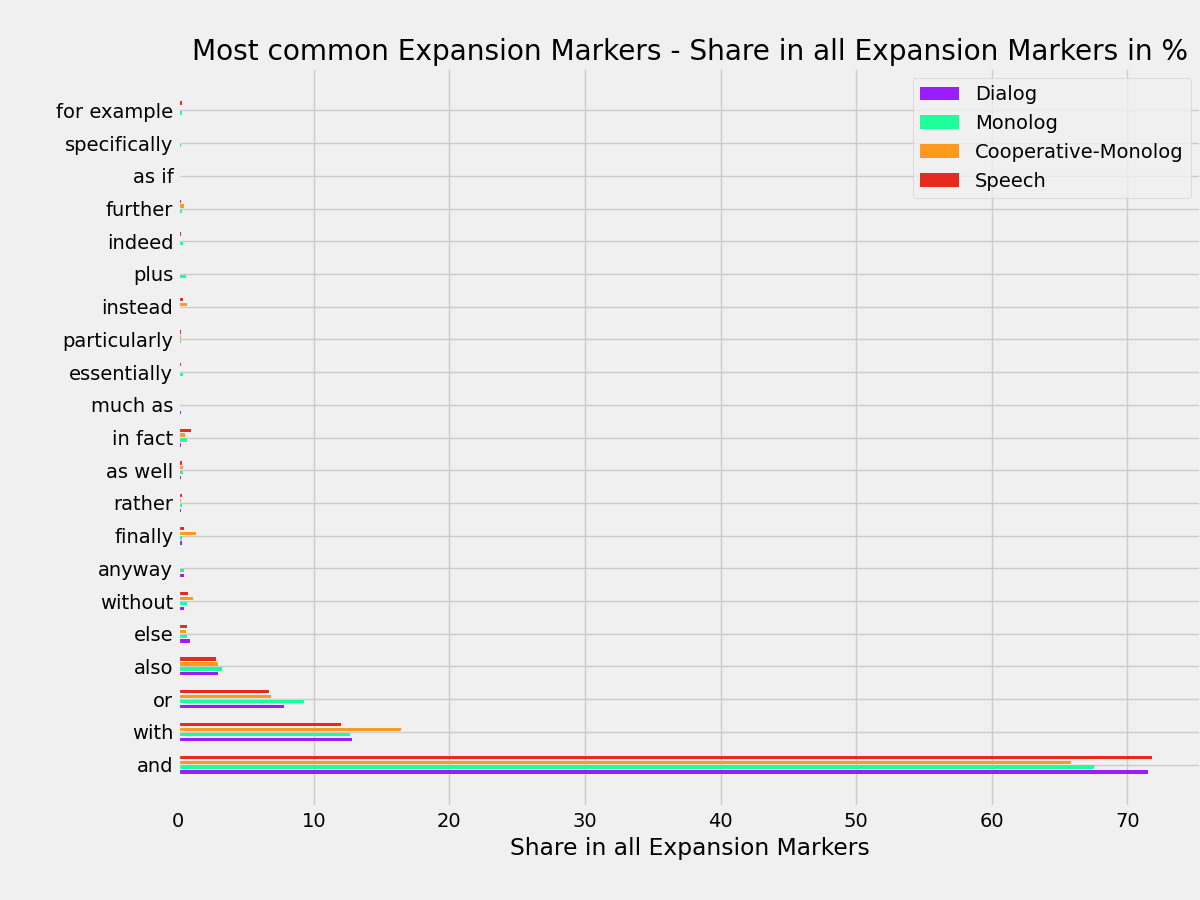 Most common Expansion Markers - Share in all Expansion Markers in %
Dialog
Monolog
Cooperative-Monolog
Speech
for example
specifically
as if
further
indeed
plus
instead
particularly
essentially
much as
in fact
as well
rather
finally
anyway
without
else
also
or
with
and
0 10 20 30 40 50 60 70
Share in all Expansion Markers